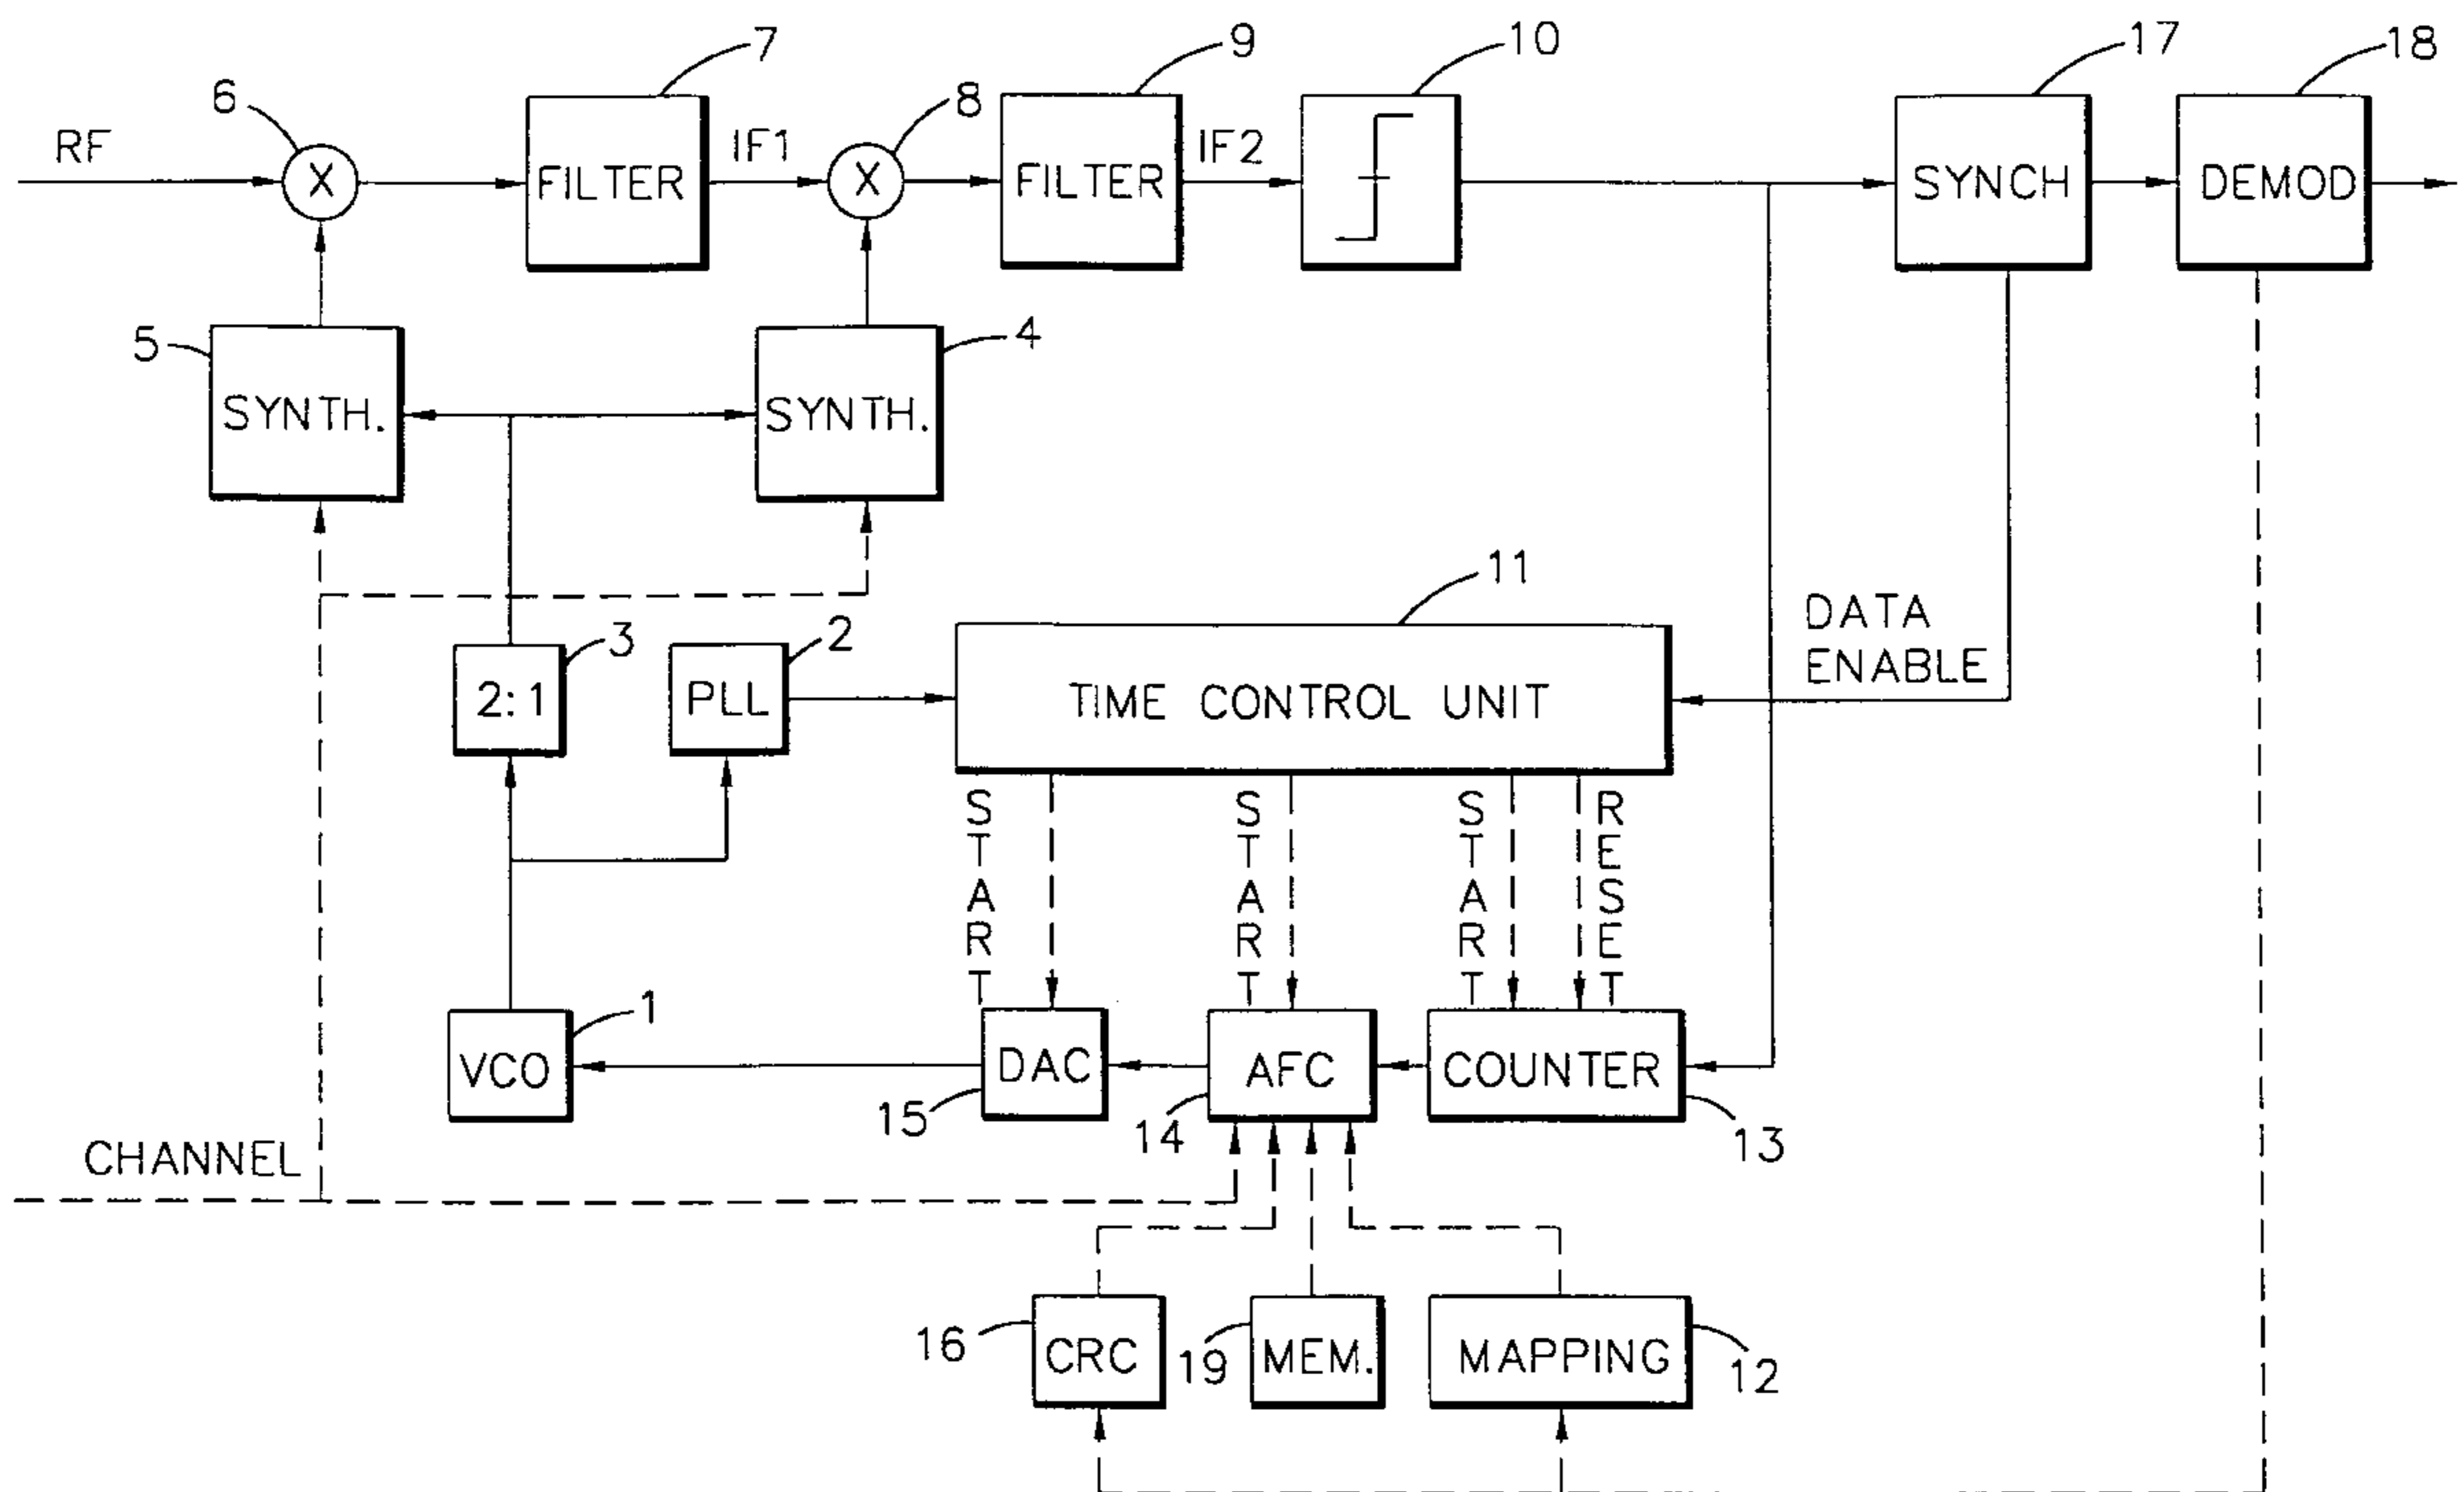 7
9
10
17
18
6
8
RF
FILTER
IF1
X
X
FILTER
IF2
SYNCH
DEMOD
5
4
SYNTH.
SYNTH.
11
DATA
ENABLE
3
2
2:1
PLL
TIME CONTROL UNIT
START
START
START
RESET
1
VCO
DAC
AFC
COUNTER
15
14
13
CHANNEL
16
CRC
19
MEM.
MAPPING
12